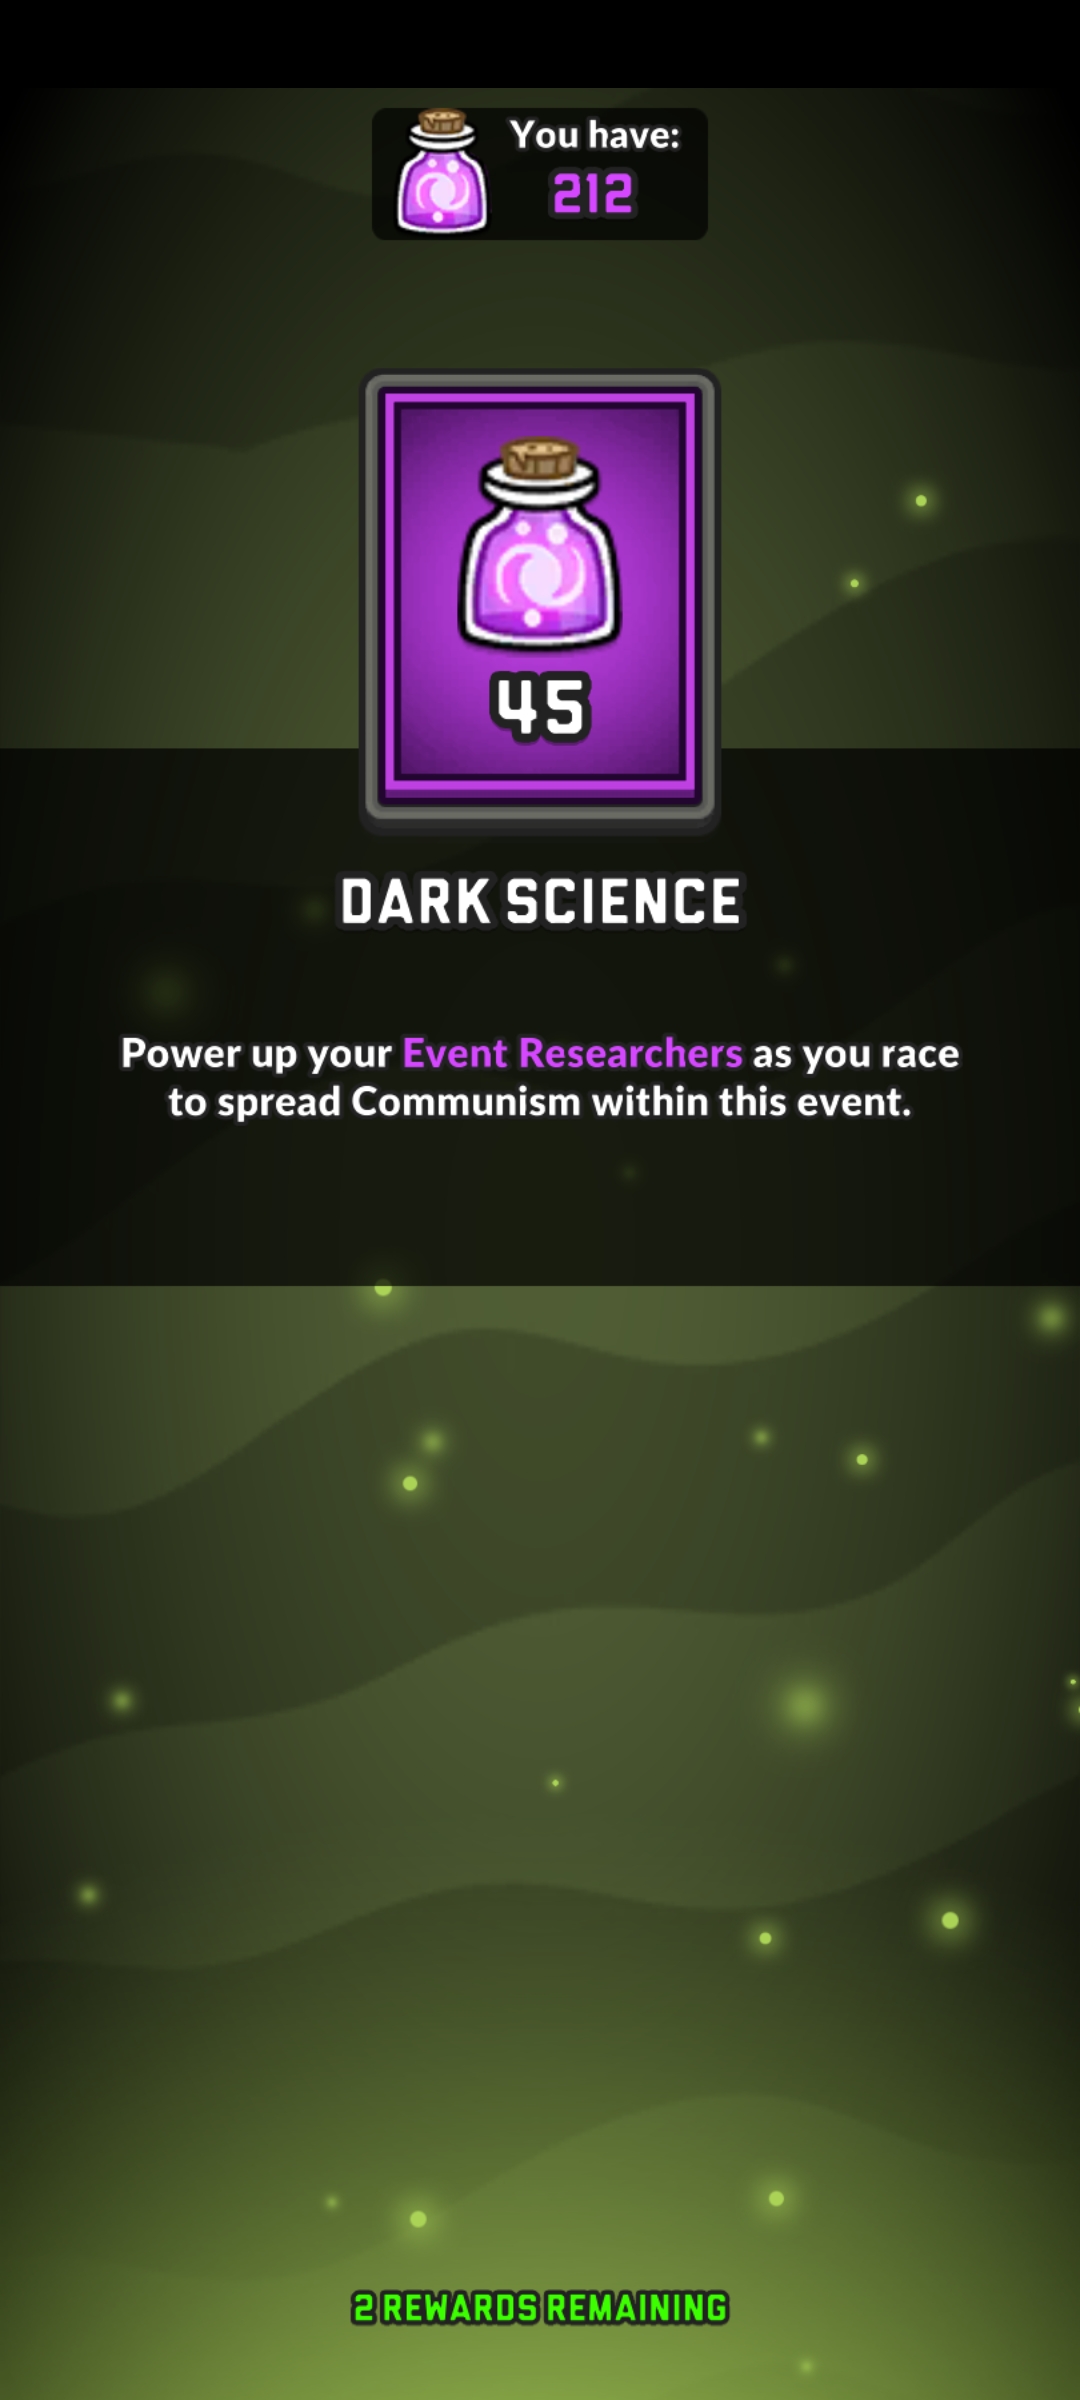 You have:
212
45
DARK SCIENCE
Power up your Event Researchers as you race
to spread Communism within this event.
2 REWARDS REMAINING